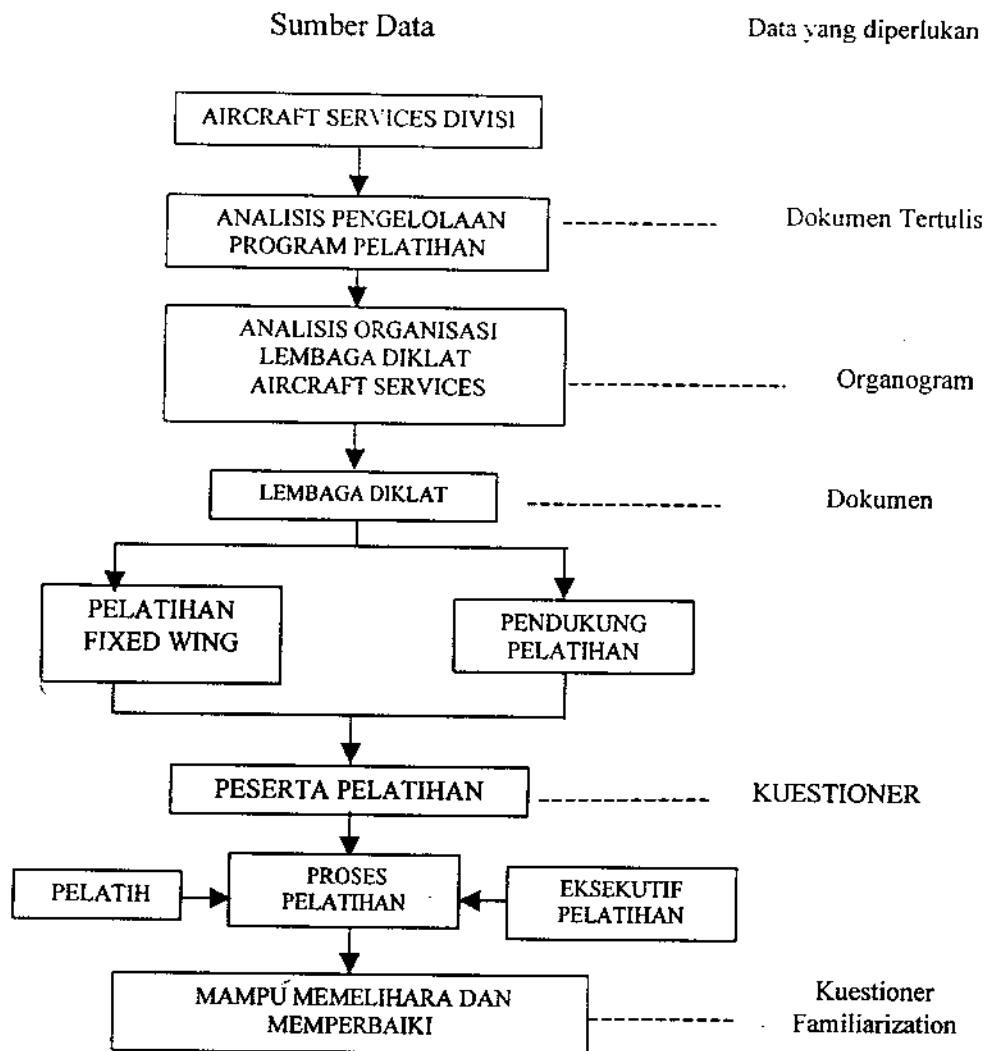 Sumber Data
Data yang diperlukan
AIRCRAFT SERVICES DIVISI
ANALISIS PENGELOLAAN
PROGRAM PELATIHAN
Dokumen Tertulis
ANALISIS ORGANISASI
LEMBAGA DIKLAT
AIRCRAFT SERVICES
Organogram
LEMBAGA DIKLAT
Dokumen
PELATIHAN
FIXED WING
PENDUKUNG
PELATIHAN
PESERTA PELATIHAN
KUESTIONER
PELATIH
PROSES
PELATIHAN
EKSEKUTIF
PELATIHAN
MAMPU MEMELIHARA DAN
MEMPERBAIKI
Kuestioner
Familiarization